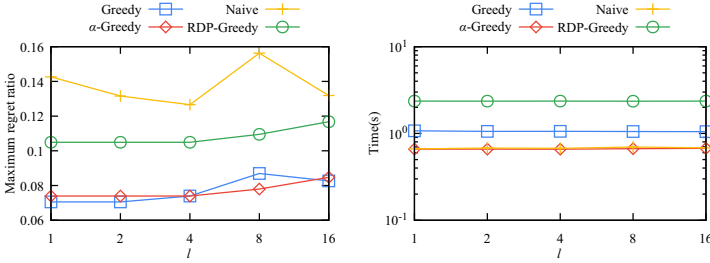 Greedy Naive
α-Greedy RDP-Greedy
Maximum regret ratio
0.16
0.14
0.12
0.1
0.08
0.06
1 2 4 8 16
l
Greedy Naive
α-Greedy RDP-Greedy
Time(s)
10^1
10^0
10^-1
1 2 4 8 16
l